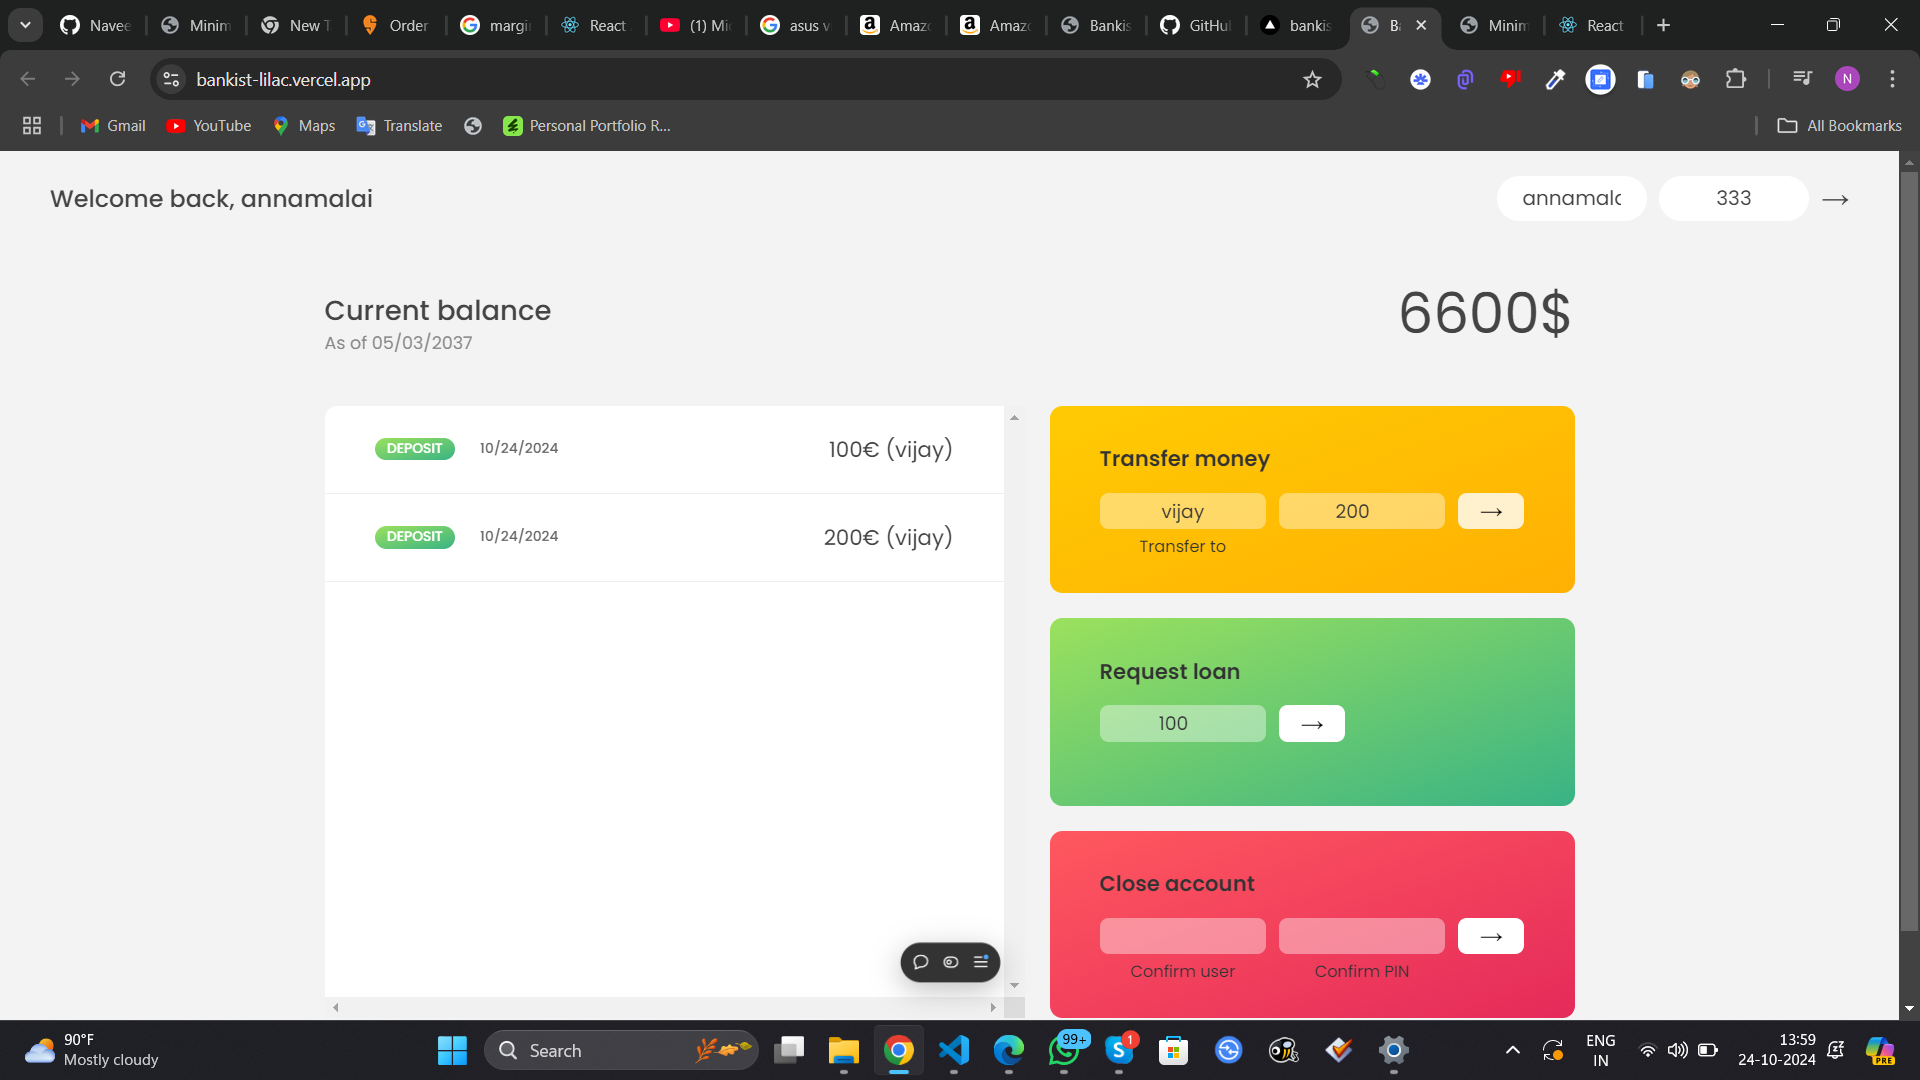 Navee
Minim
New T
Order
margi
React
(1) Mi
asus v
Amaz
Amaz
Bankis
GitHu
bankis
Ba
Minim
React
bankist-lilac.vercel.app
N
Gmail
YouTube
Maps
Translate
Personal Portfolio R...
All Bookmarks
Welcome back, annamalai
annamala
333
→
Current balance
As of 05/03/2037
6600$
DEPOSIT 10/24/2024 100€ (vijay)
DEPOSIT 10/24/2024 200€ (vijay)
Transfer money
vijay 200 →
Transfer to
Request loan
100 →
Close account
→
Confirm user Confirm PIN
90°F
Mostly cloudy
Search
99+
1
PRE
ENG
IN
13:59
24-10-2024